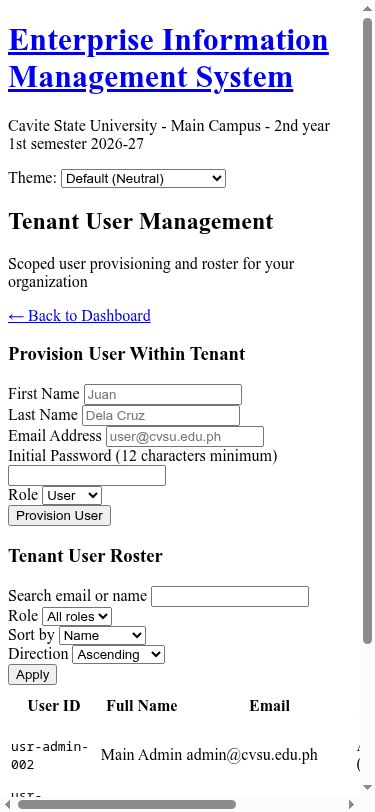 Enterprise Information
Management System
Cavite State University - Main Campus - 2nd year
1st semester 2026-27
Theme: Default (Neutral)
Tenant User Management
Scoped user provisioning and roster for your
organization
← Back to Dashboard
Provision User Within Tenant
First Name Juan
Last Name Dela Cruz
Email Address user@cvsu.edu.ph
Initial Password (12 characters minimum)
Role User
Provision User
Tenant User Roster
Search email or name
Role All roles
Sort by Name
Direction Ascending
Apply
User ID Full Name Email
usr-admin-
002 Main Admin admin@cvsu.edu.ph
usr-